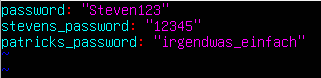 password: "Steven123"
stevens_password: "12345"
patricks_password: "irgendwas_einfach"
~
~